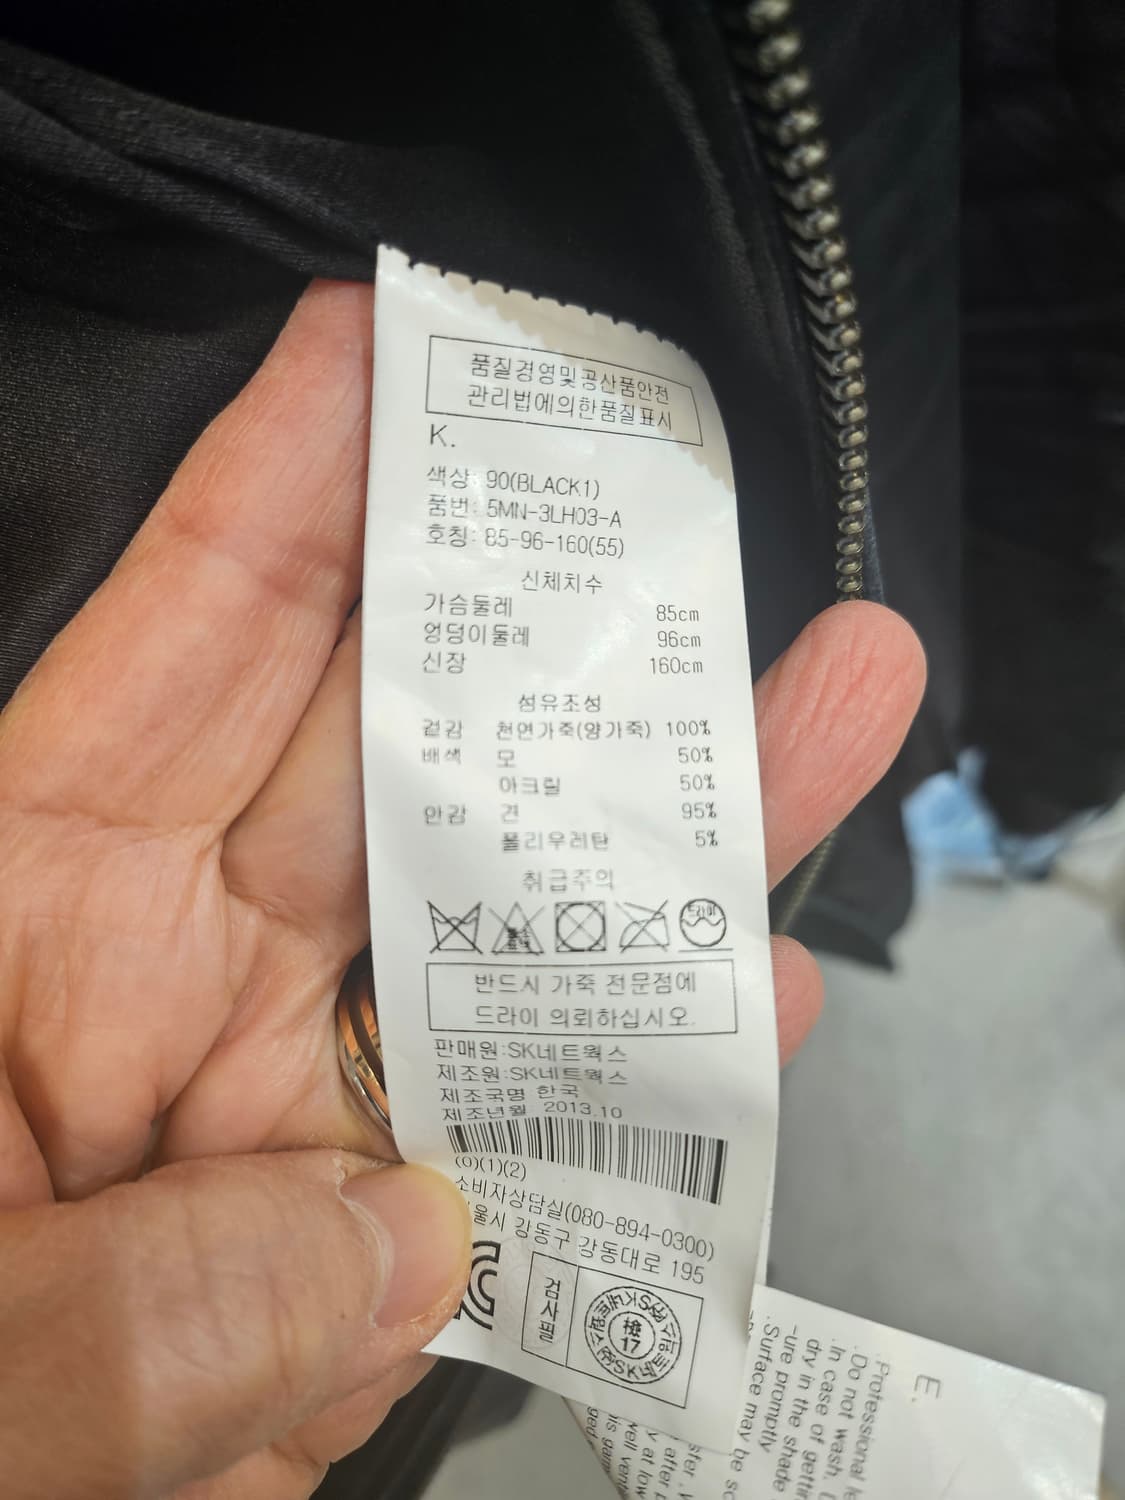 품질경영및공산품안전
관리법에의한품질표시
K.
색상: 90(BLACK1)
품번: 5MN-3LH03-A
호칭: 85-96-160(55)
신체치수
가슴둘레 85cm
엉덩이둘레 96cm
신장 160cm
섬유조성
겉감 천연가죽(양가죽) 100%
배색 모 50%
아크릴 50%
안감 견 95%
폴리우레탄 5%
취급주의
드라이
반드시 가죽 전문점에
드라이 의뢰하십시오.
판매원:SK네트웍스
제조원:SK네트웍스
제조국명 한국
제조년월 2013.10
(0)(1)(2)
소비자상담실(080-894-0300)
강동구 강동대로 195
검사필
檢
17
E.
.Protessional
.Do not wash,
.In case of
dry in the shade
-ure promptly
.Surface may be